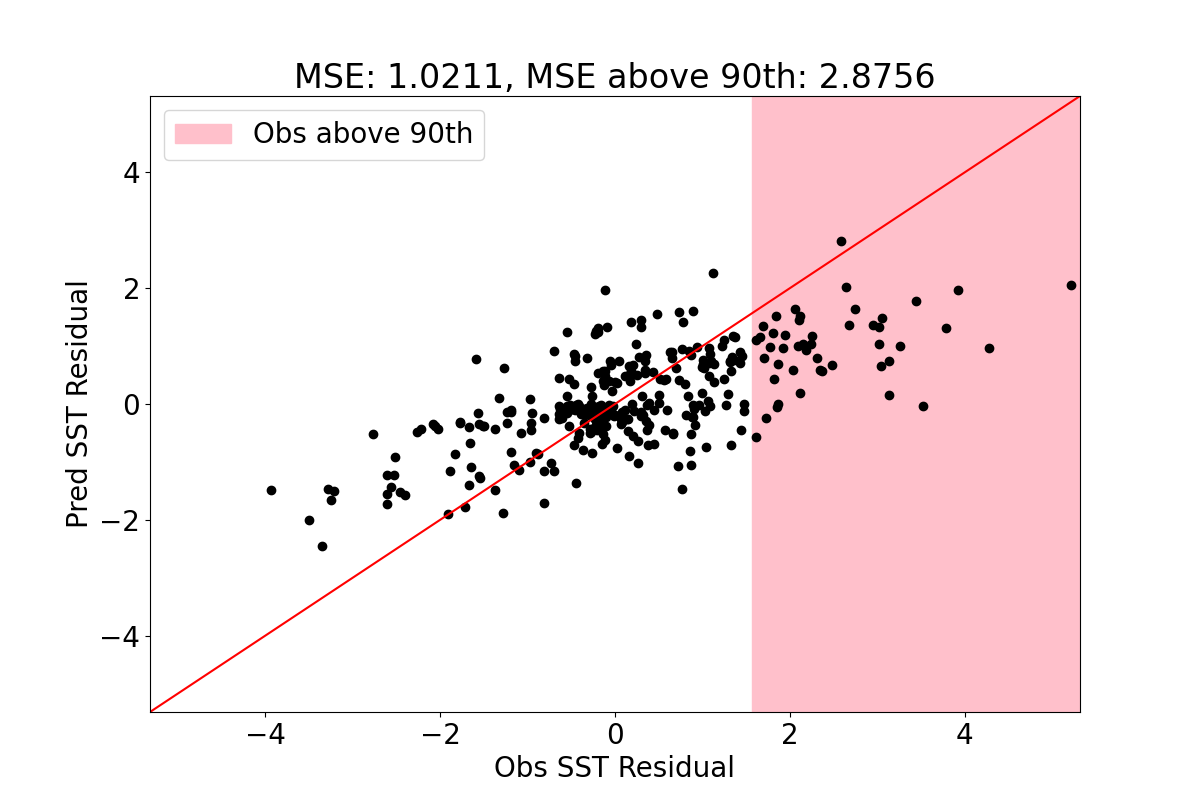 MSE: 1.0211, MSE above 90th: 2.8756
Obs above 90th
4
2
0
−2
−4
Pred SST Residual
−4 −2 0 2 4
Obs SST Residual